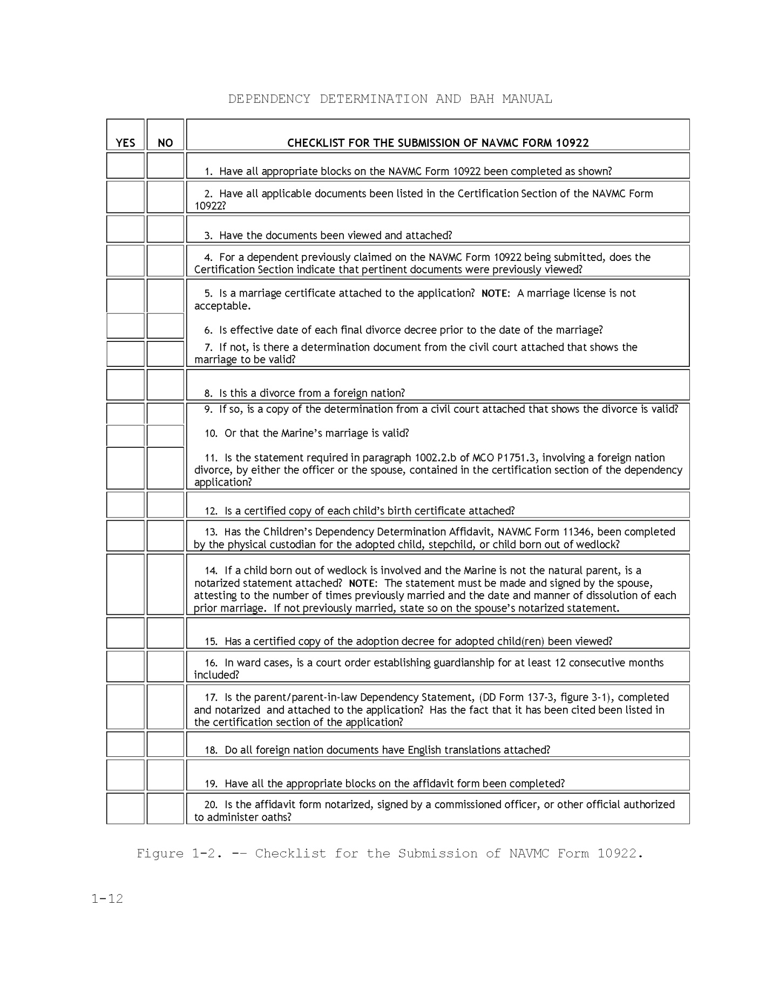 DEPENDENCY DETERMINATION AND BAH MANUAL
YES NO CHECKLIST FOR THE SUBMISSION OF NAVMC FORM 10922
1. Have all appropriate blocks on the NAVMC Form 10922 been completed as shown?
2. Have all applicable documents been listed in the Certification Section of the NAVMC Form
10922?
3. Have the documents been viewed and attached?
4. For a dependent previously claimed on the NAVMC Form 10922 being submitted, does the
Certification Section indicate that pertinent documents were previously viewed?
5. Is a marriage certificate attached to the application? NOTE: A marriage license is not
acceptable.
6. Is effective date of each final divorce decree prior to the date of the marriage?
7. If not, is there a determination document from the civil court attached that shows the
marriage to be valid?
8. Is this a divorce from a foreign nation?
9. If so, is a copy of the determination from a civil court attached that shows the divorce is valid?
10. Or that the Marine's marriage is valid?
11. Is the statement required in paragraph 1002.2.b of MCO P1751.3, involving a foreign nation
divorce, by either the officer or the spouse, contained in the certification section of the dependency
application?
12. Is a certified copy of each child's birth certificate attached?
13. Has the Children's Dependency Determination Affidavit, NAVMC Form 11346, been completed
by the physical custodian for the adopted child, stepchild, or child born out of wedlock?
14. If a child born out of wedlock is involved and the Marine is not the natural parent, is a
notarized statement attached? NOTE: The statement must be made and signed by the spouse,
attesting to the number of times previously married and the date and manner of dissolution of each
prior marriage. If not previously married, state so on the spouse's notarized statement.
15. Has a certified copy of the adoption decree for adopted child(ren) been viewed?
16. In ward cases, is a court order establishing guardianship for at least 12 consecutive months
included?
17. Is the parent/parent-in-law Dependency Statement, (DD Form 137-3, figure 3-1), completed
and notarized and attached to the application? Has the fact that it has been cited been listed in
the certification section of the application?
18. Do all foreign nation documents have English translations attached?
19. Have all the appropriate blocks on the affidavit form been completed?
20. Is the affidavit form notarized, signed by a commissioned officer, or other official authorized
to administer oaths?
Figure 1-2. -- Checklist for the Submission of NAVMC Form 10922.
1-12